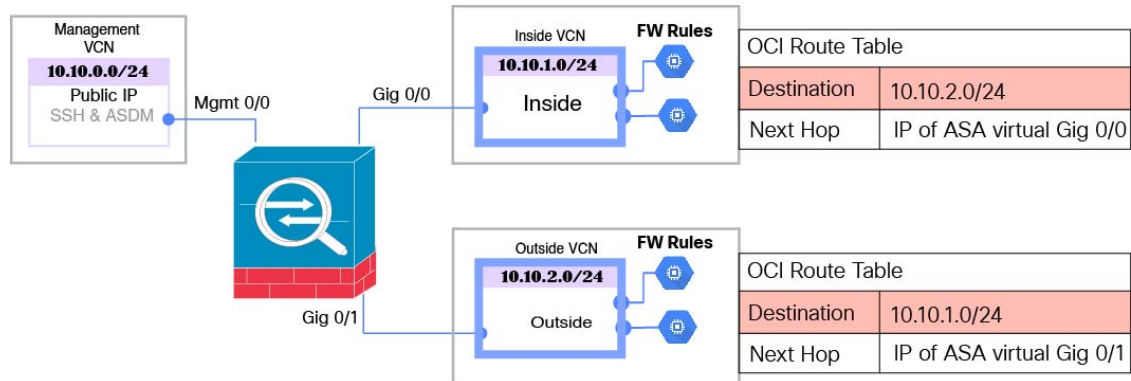 Management
VCN
10.10.0.0/24
Public IP
SSH & ASDM
Mgmt 0/0
Gig 0/0
Inside VCN
10.10.1.0/24
Inside
FW Rules
OCI Route Table
Destination 10.10.2.0/24
Next Hop IP of ASA virtual Gig 0/0
Gig 0/1
Outside VCN
10.10.2.0/24
Outside
FW Rules
OCI Route Table
Destination 10.10.1.0/24
Next Hop IP of ASA virtual Gig 0/1